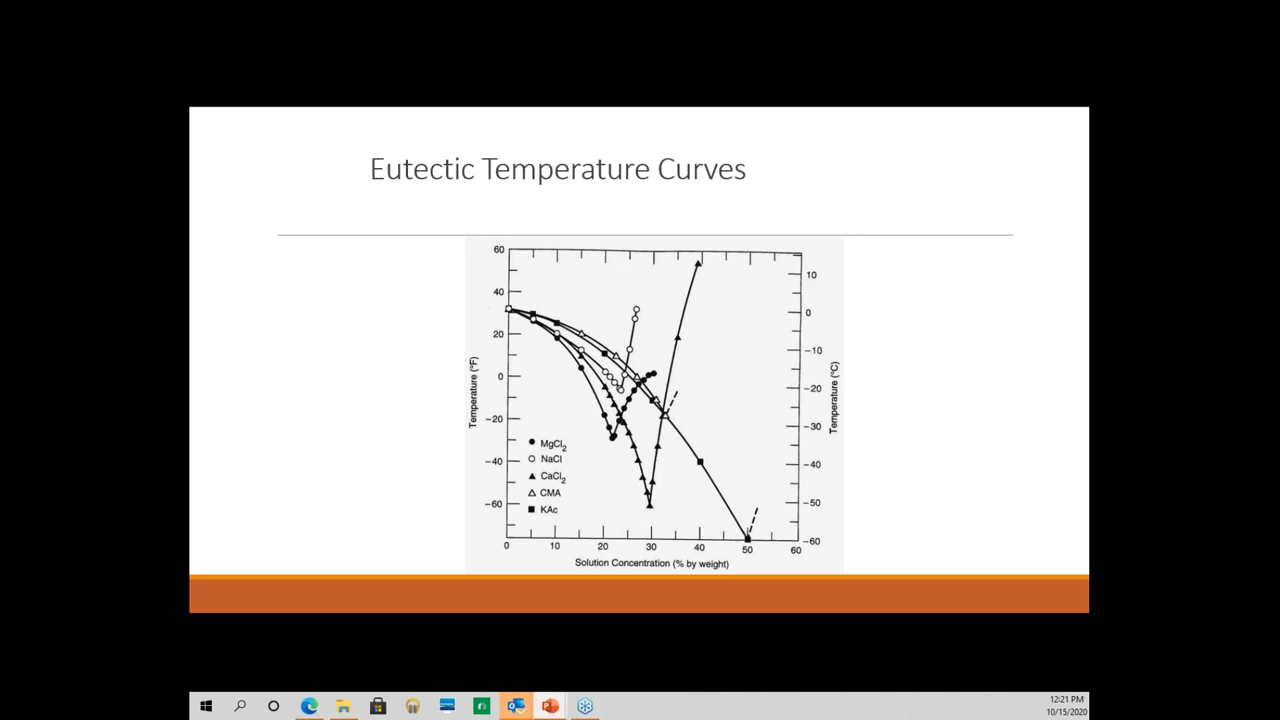 Eutectic Temperature Curves
60
40
20
0
−20
−40
−60
Temperature (°F)
10
0
−10
−20
−30
−40
−50
−60
Temperature (°C)
MgCl2
NaCl
CaCl2
CMA
KAc
0 10 20 30 40 50 60
Solution Concentration (% by weight)
12:21 PM
10/15/2020